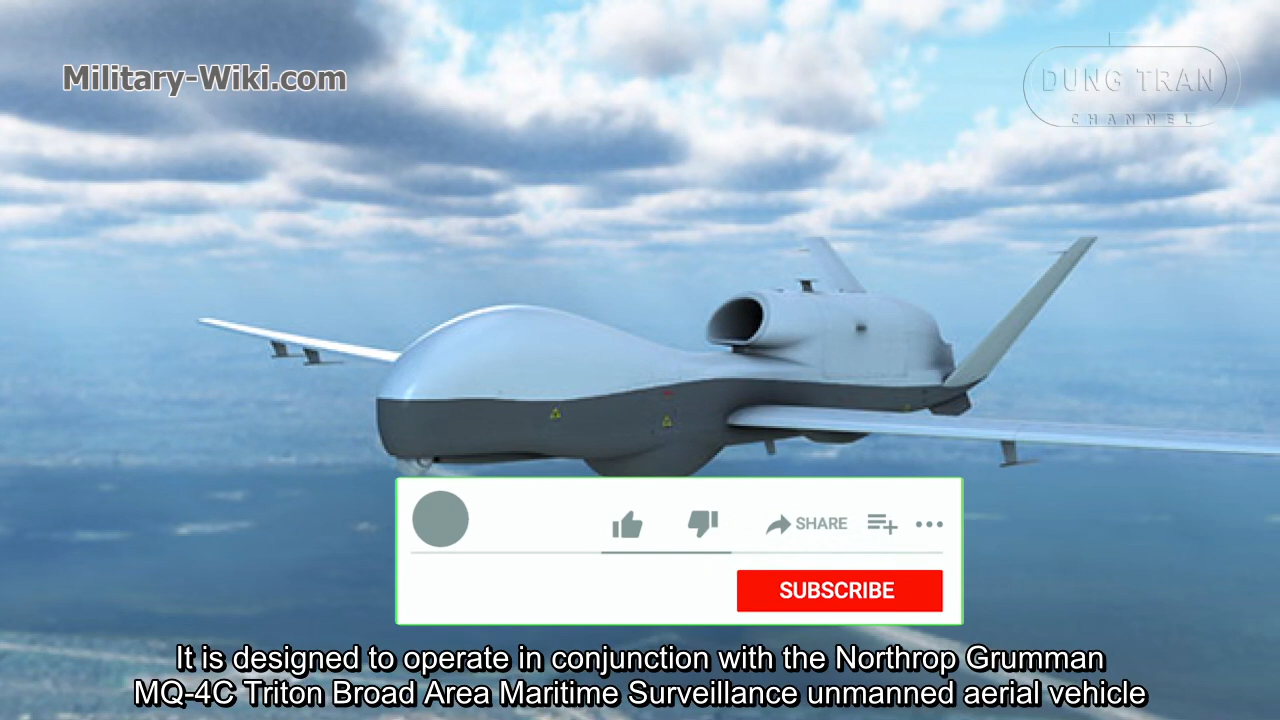 Military-Wiki.com
DUNG TRAN
CHANNEL
SHARE
SUBSCRIBE
It is designed to operate in conjunction with the Northrop Grumman
MQ-4C Triton Broad Area Maritime Surveillance unmanned aerial vehicle